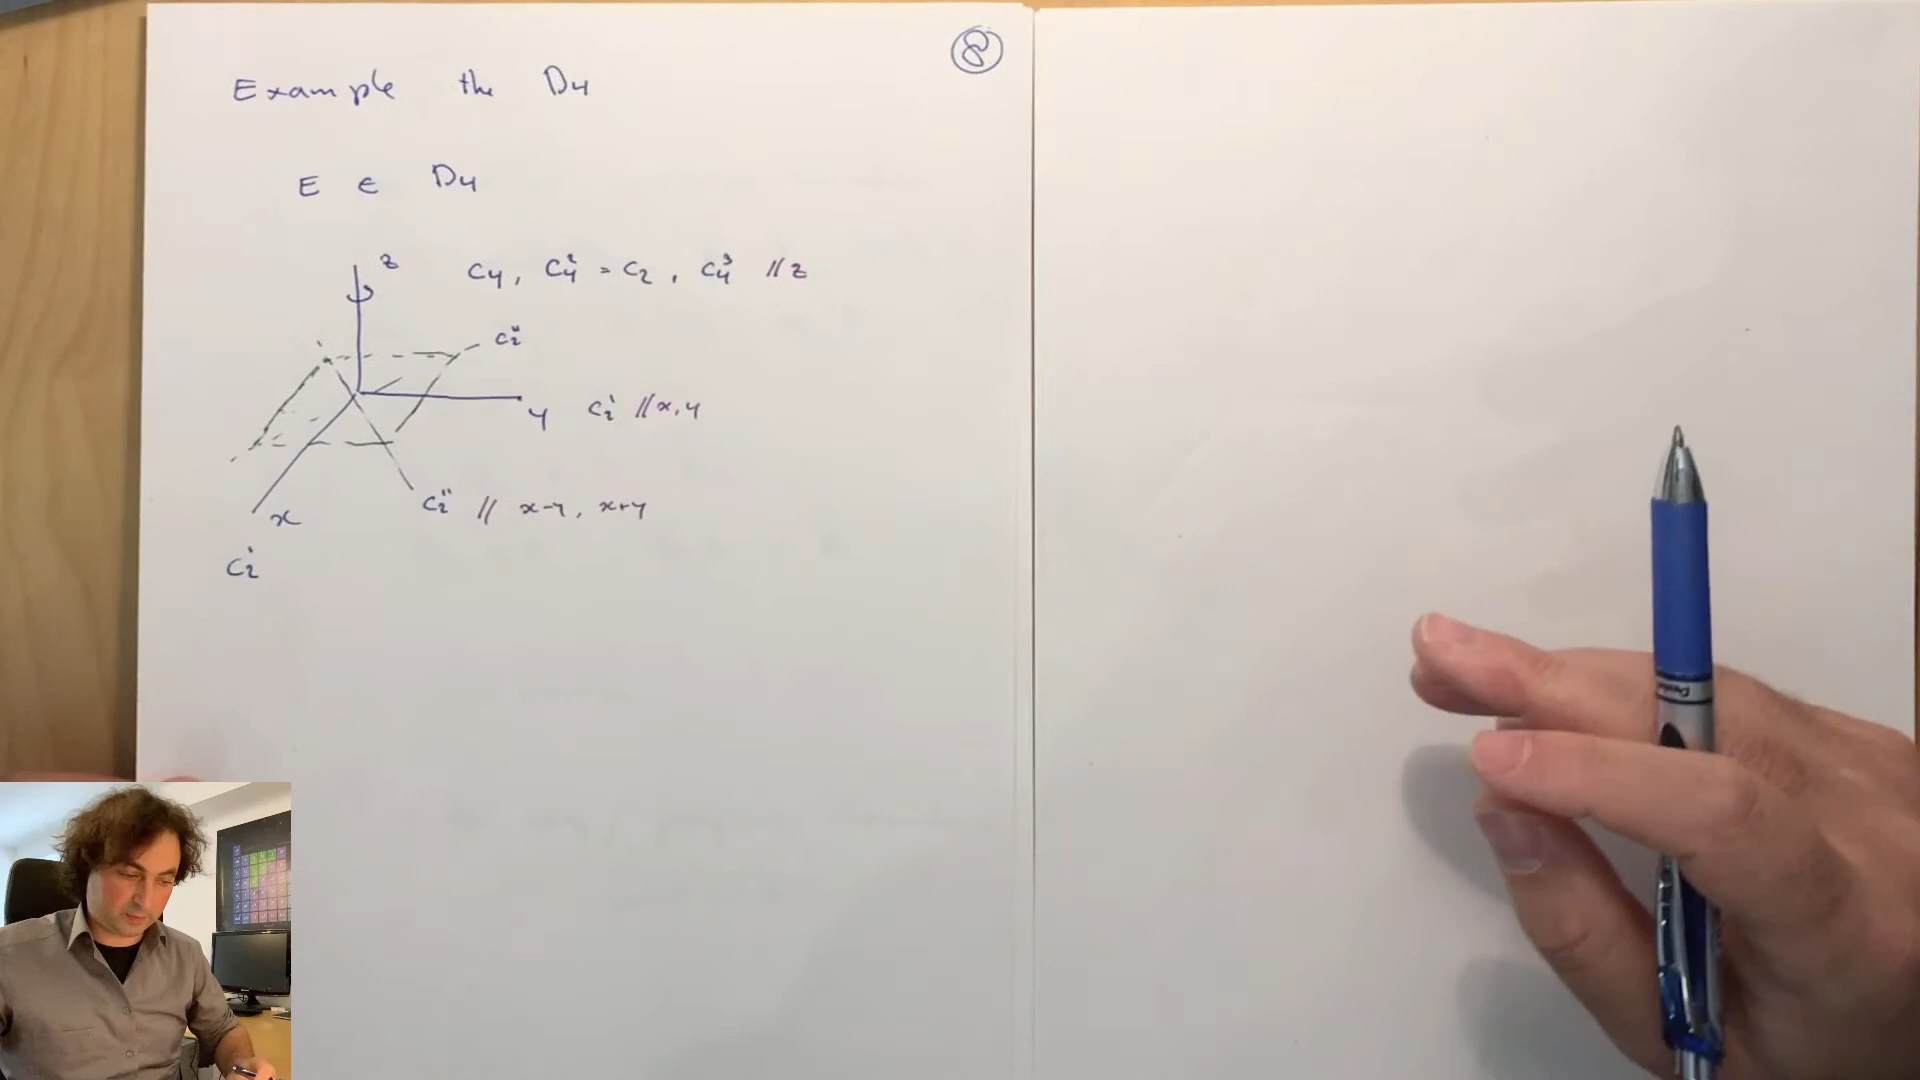 8
Example the D4
E ∈ D4
z
C4, C4² = C2, C4³ // z
C2''
y C2' // x, y
C2'' // x-y, x+y
x
C2'